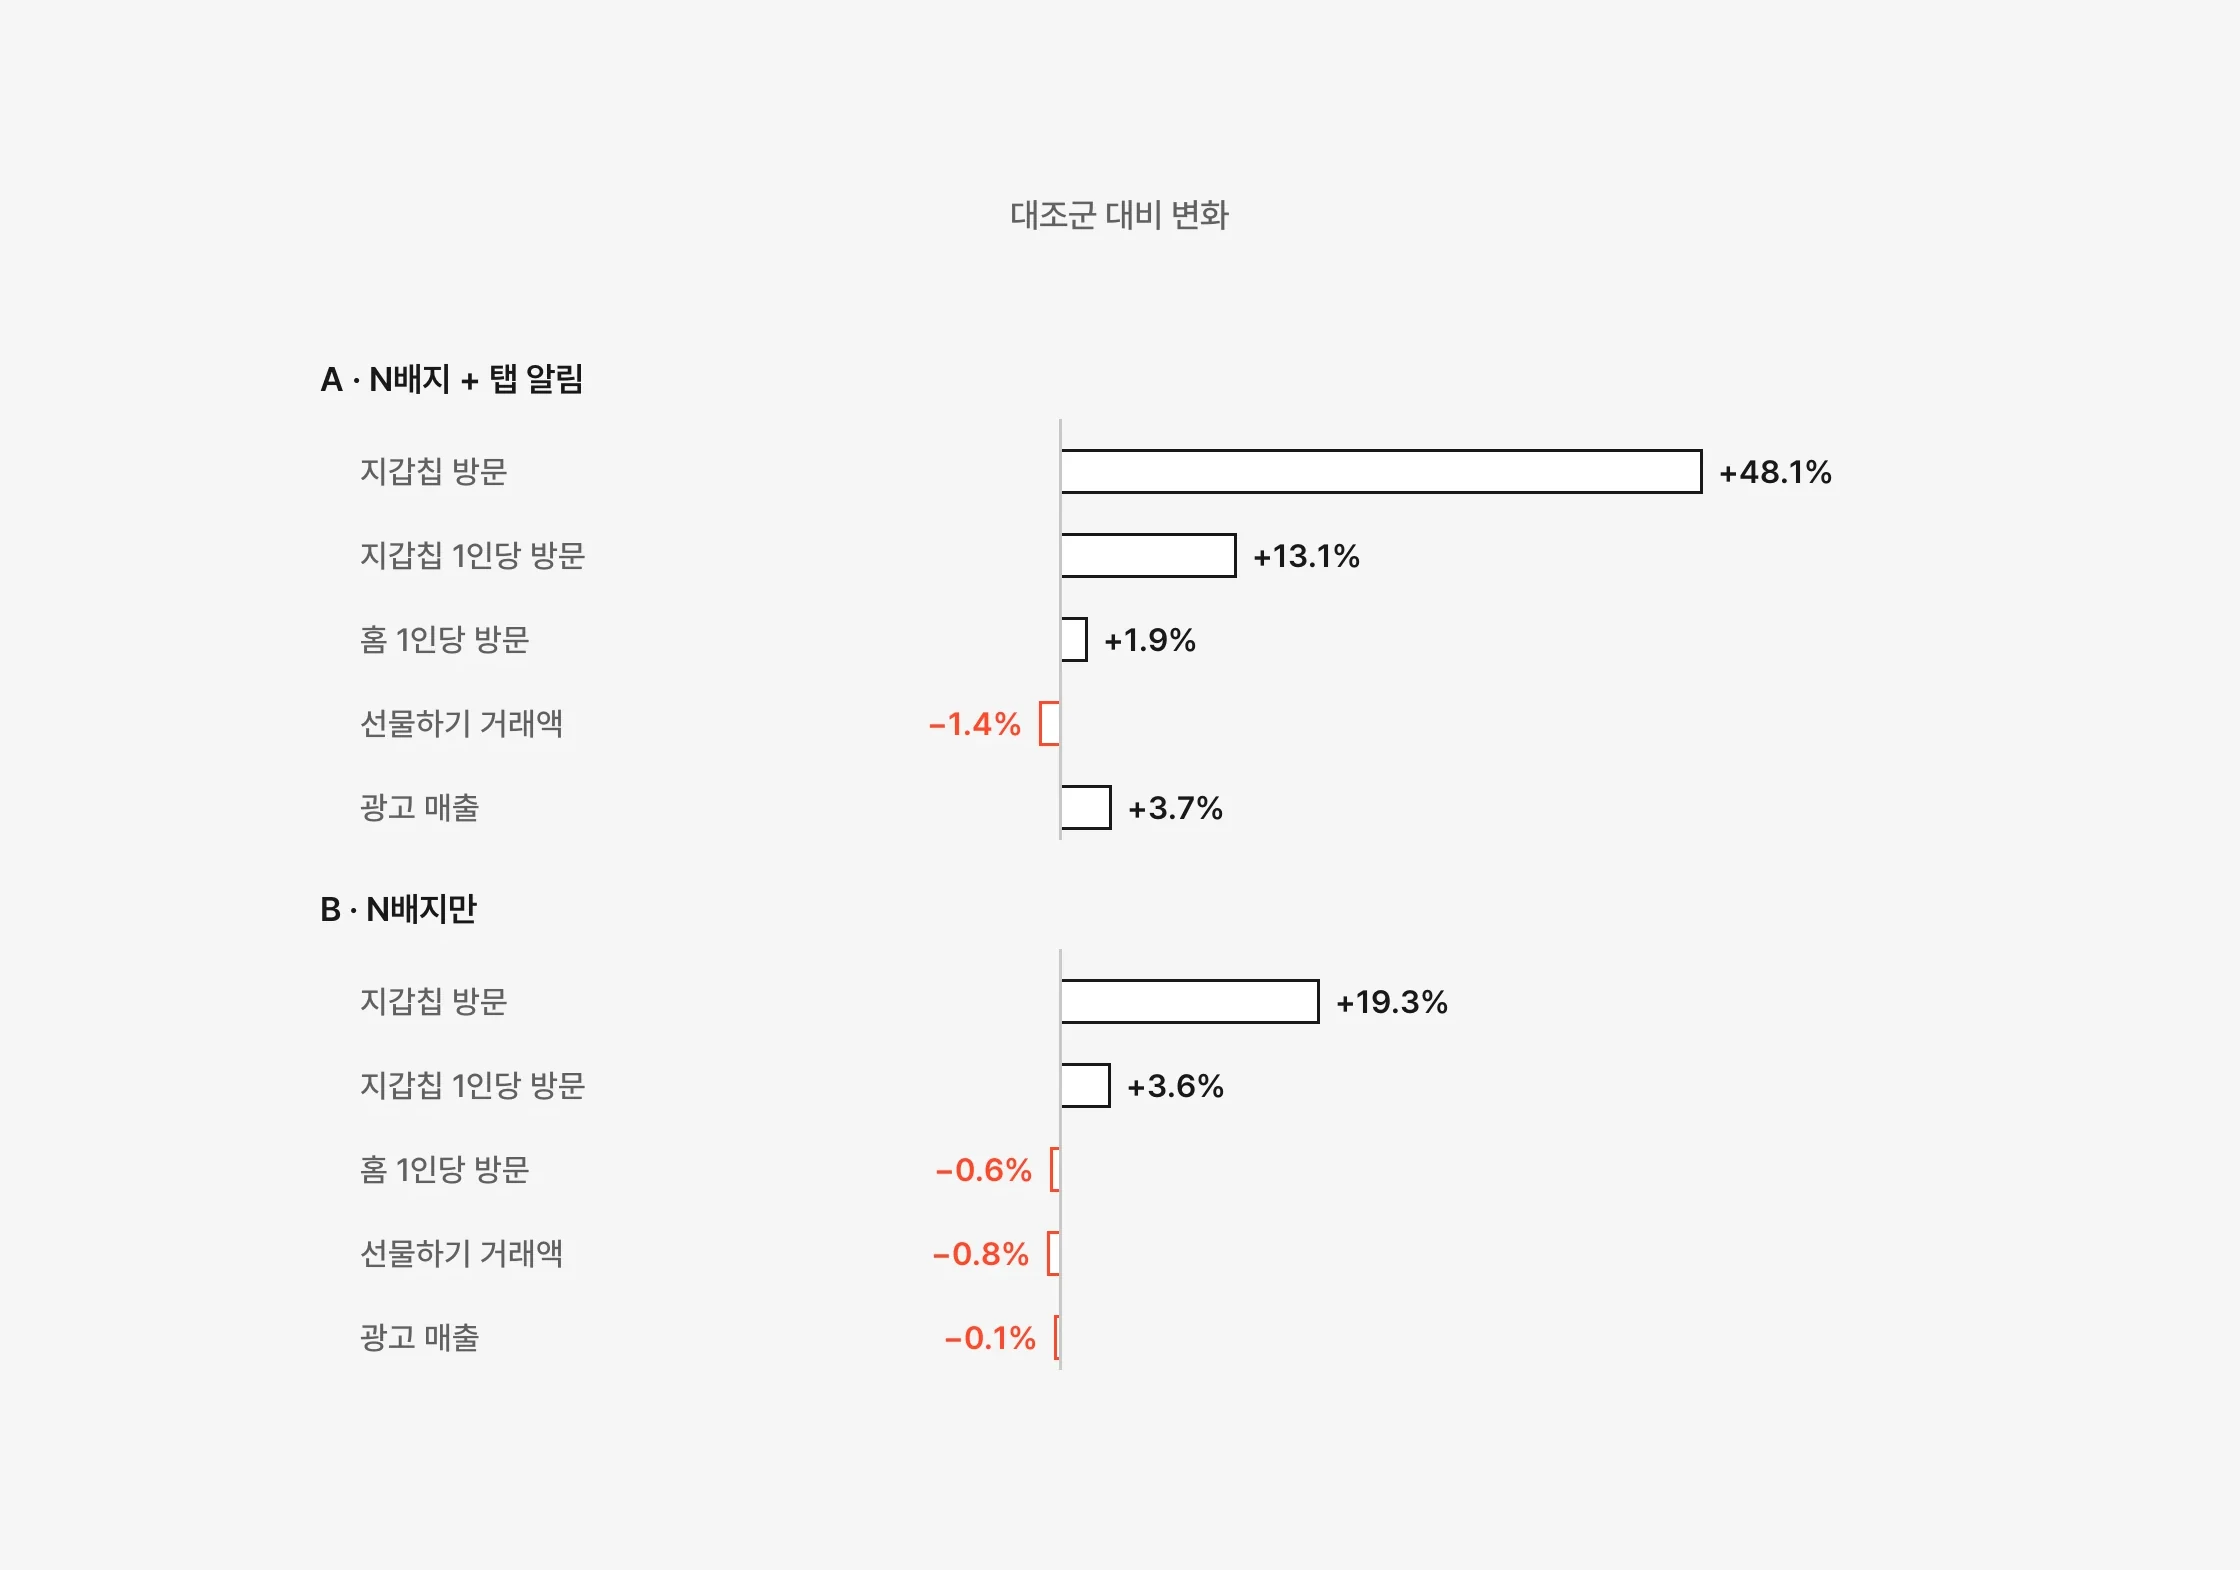 대조군 대비 변화
A · N배지 + 탭 알림
지갑칩 방문 +48.1%
지갑칩 1인당 방문 +13.1%
홈 1인당 방문 +1.9%
선물하기 거래액 −1.4%
광고 매출 +3.7%
B · N배지만
지갑칩 방문 +19.3%
지갑칩 1인당 방문 +3.6%
홈 1인당 방문 −0.6%
선물하기 거래액 −0.8%
광고 매출 −0.1%